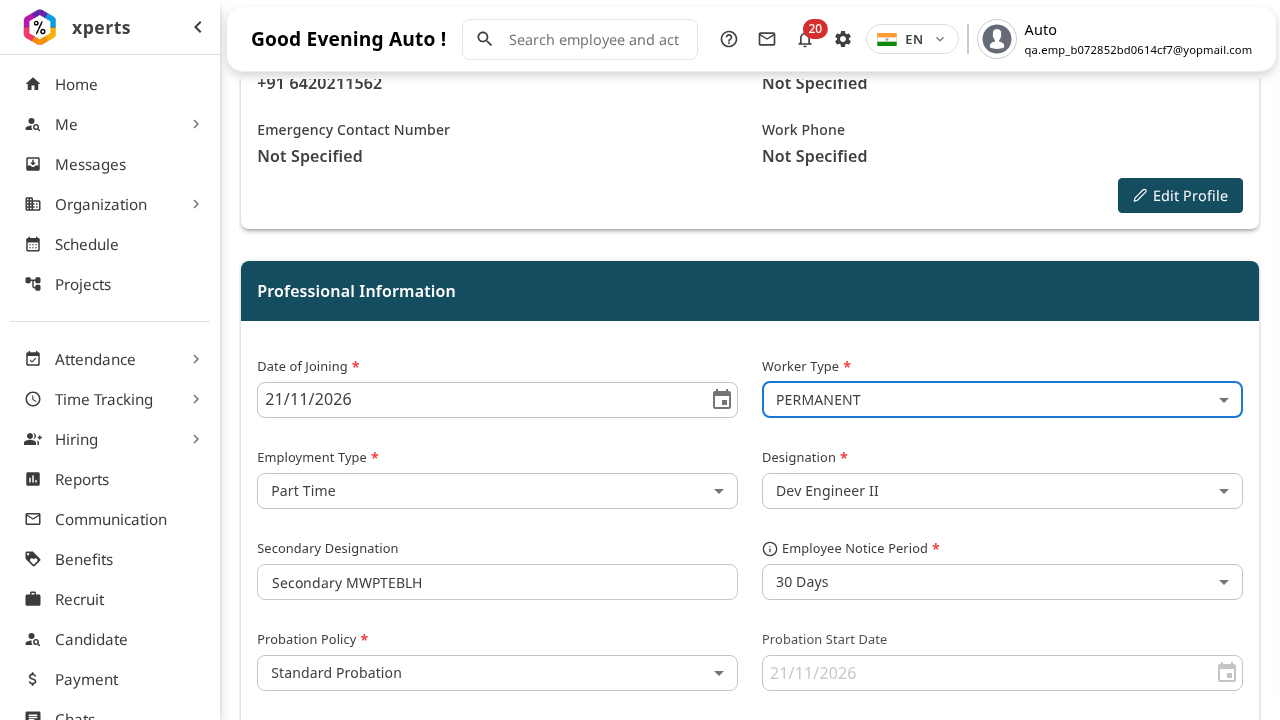 xperts
Good Evening Auto !
Search employee and act
20
EN
Auto
qa.emp_b072852bd0614cf7@yopmail.com
Home
Me
Messages
Organization
Schedule
Projects
Attendance
Time Tracking
Hiring
Reports
Communication
Benefits
Recruit
Candidate
Payment
Chats
+91 6420211562
Not Specified
Emergency Contact Number
Work Phone
Not Specified
Not Specified
Edit Profile
Professional Information
Date of Joining *
Worker Type *
21/11/2026
PERMANENT
Employment Type *
Designation *
Part Time
Dev Engineer II
Secondary Designation
Employee Notice Period *
Secondary MWPTEBLH
30 Days
Probation Policy *
Probation Start Date
Standard Probation
21/11/2026